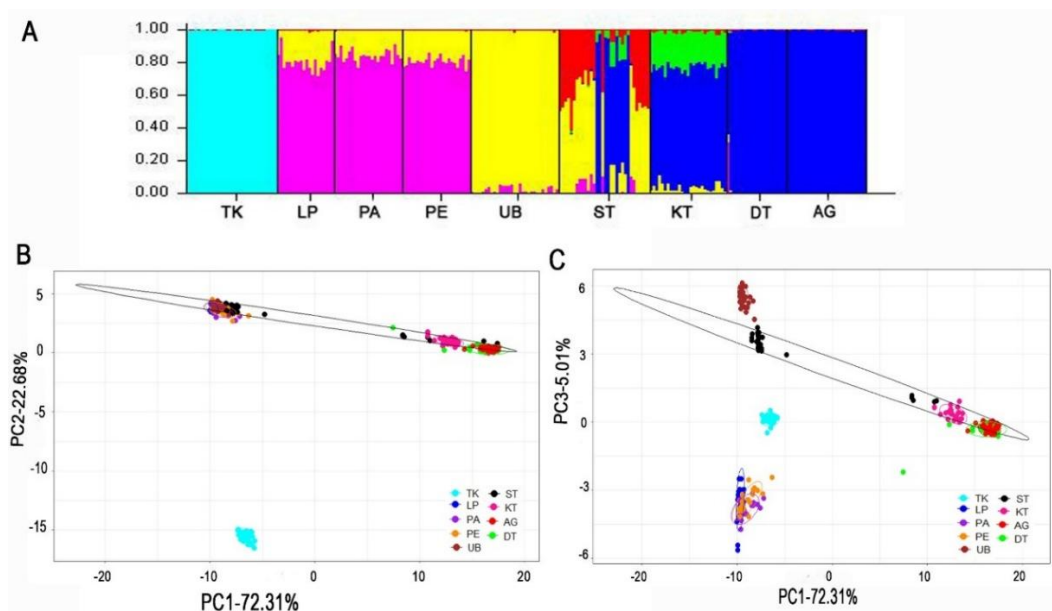 A
1.00
0.80
0.60
0.40
0.20
0.00
TK LP PA PE UB ST KT DT AG
B
PC2-22.68%
5
0
-5
-10
-15
-20 -10 0 10 20
PC1-72.31%
TK ST
LP KT
PA AG
PE DT
UB
C
PC3-5.01%
6
3
0
-3
-6
-20 -10 0 10 20
PC1-72.31%
TK ST
LP KT
PA AG
PE DT
UB